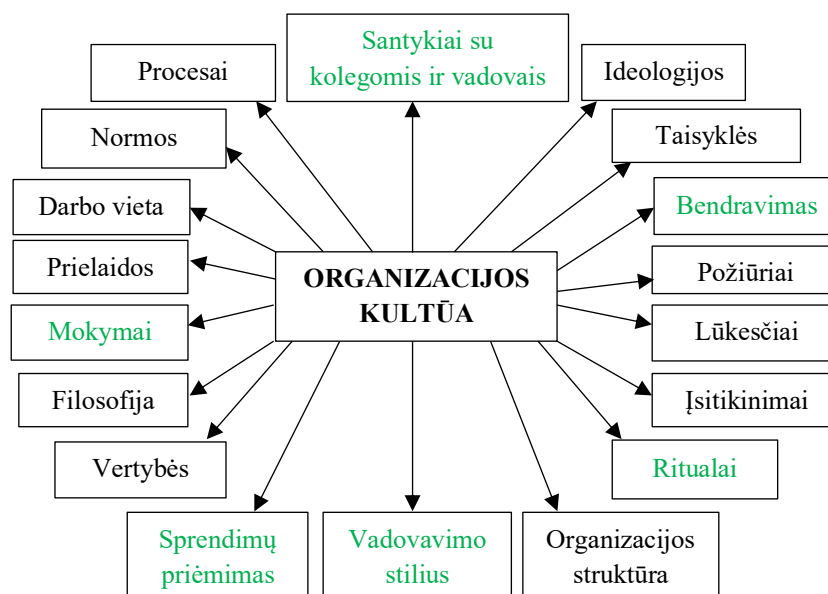 Santykiai su
kolegomis ir vadovais
Procesai
Ideologijos
Normos
Taisyklės
Darbo vieta
Bendravimas
Prielaidos
ORGANIZACIJOS
KULTŪA
Požiūriai
Mokymai
Lūkesčiai
Filosofija
Įsitikinimai
Vertybės
Ritualai
Sprendimų
priėmimas
Vadovavimo
stilius
Organizacijos
struktūra